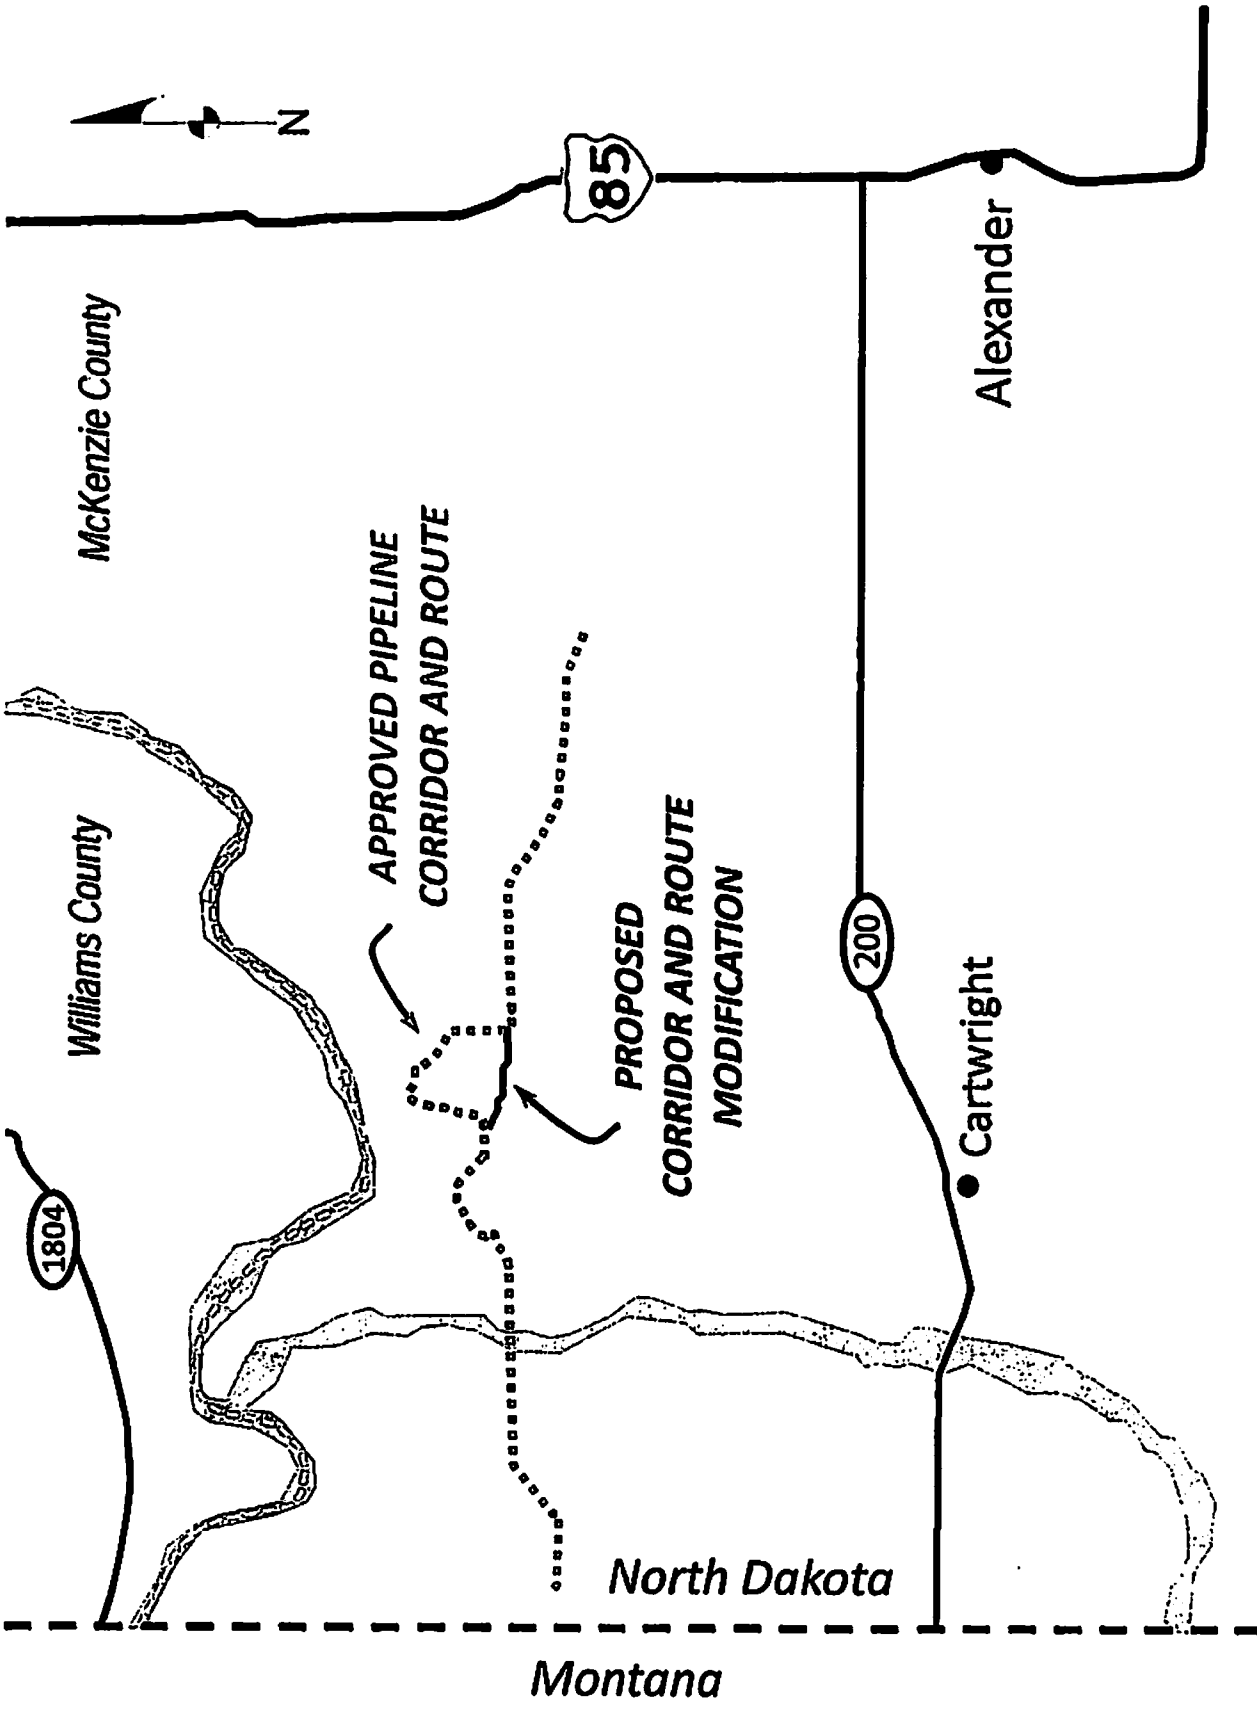 1804
Williams County
McKenzie County
N
APPROVED PIPELINE
CORRIDOR AND ROUTE
85
PROPOSED
CORRIDOR AND ROUTE
MODIFICATION
200
Cartwright
Alexander
North Dakota
Montana